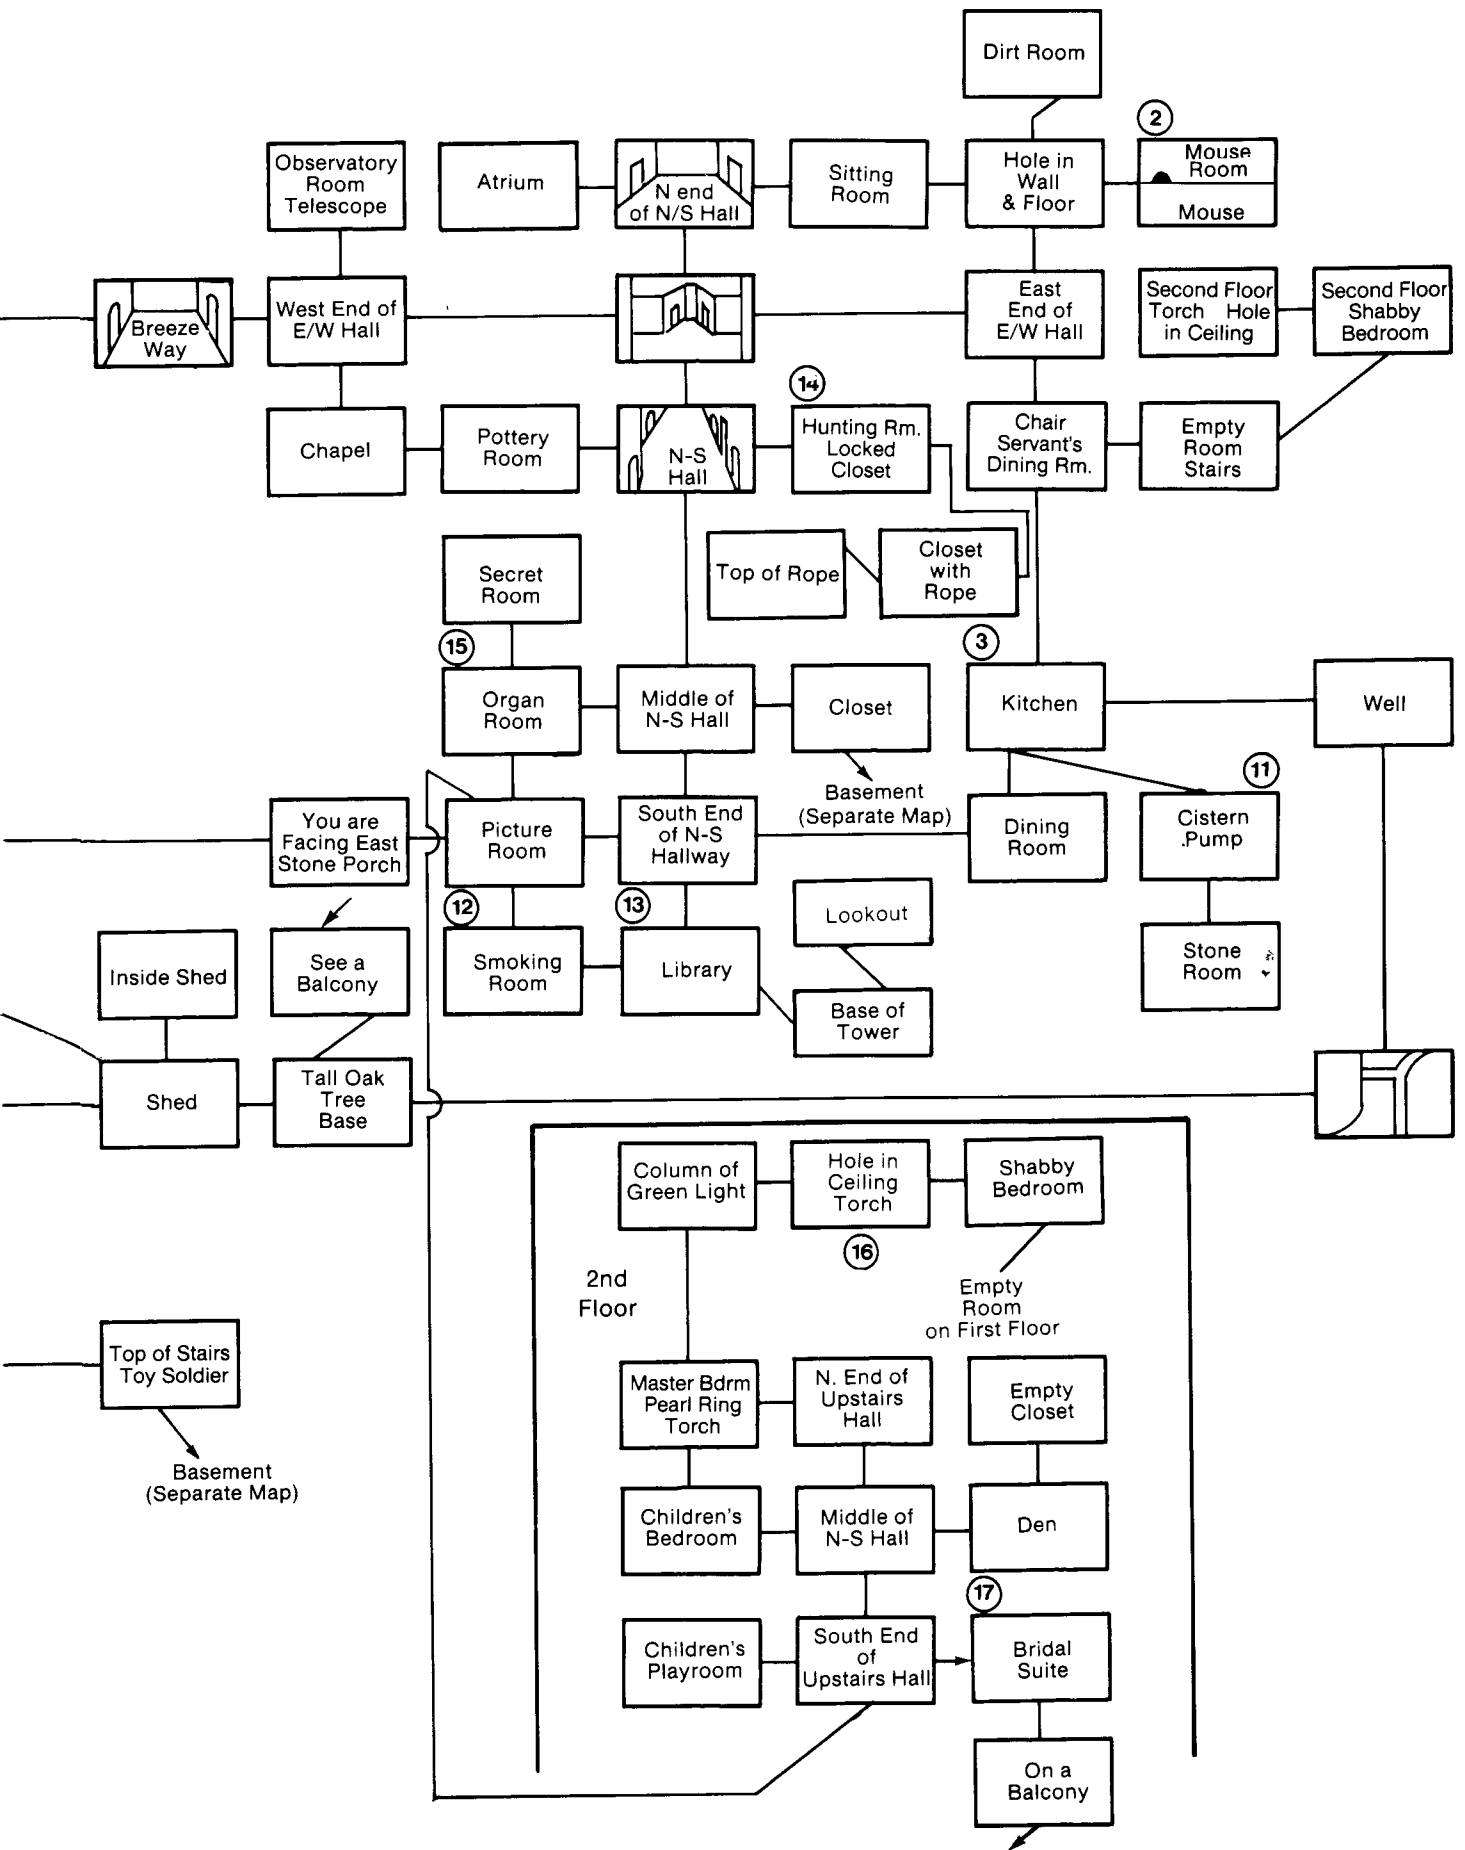 Dirt Room
2
Observatory
Room
Telescope
Atrium
N end
of N/S Hall
Sitting
Room
Hole in
Wall
& Floor
Mouse
Room
Mouse
Breeze
Way
West End of
E/W Hall
East
End of
E/W Hall
Second Floor
Torch Hole
in Ceiling
Second Floor
Shabby
Bedroom
14
Chapel
Pottery
Room
N-S
Hall
Hunting Rm.
Locked
Closet
Chair
Servant's
Dining Rm.
Empty
Room
Stairs
Secret
Room
Top of Rope
Closet
with
Rope
15
3
Organ
Room
Middle of
N-S Hall
Closet
Kitchen
Well
11
Basement
(Separate Map)
You are
Facing East
Stone Porch
Picture
Room
South End
of N-S
Hallway
Dining
Room
Cistern
.Pump
12
13
Lookout
Inside Shed
See a
Balcony
Smoking
Room
Library
Stone
Room
Base of
Tower
Shed
Tall Oak
Tree
Base
Column of
Green Light
Hole in
Ceiling
Torch
Shabby
Bedroom
16
2nd
Floor
Empty
Room
on First Floor
Top of Stairs
Toy Soldier
Basement
(Separate Map)
Master Bdrm
Pearl Ring
Torch
N. End of
Upstairs
Hall
Empty
Closet
Children's
Bedroom
Middle of
N-S Hall
Den
17
Children's
Playroom
South End
of
Upstairs Hall
Bridal
Suite
On a
Balcony